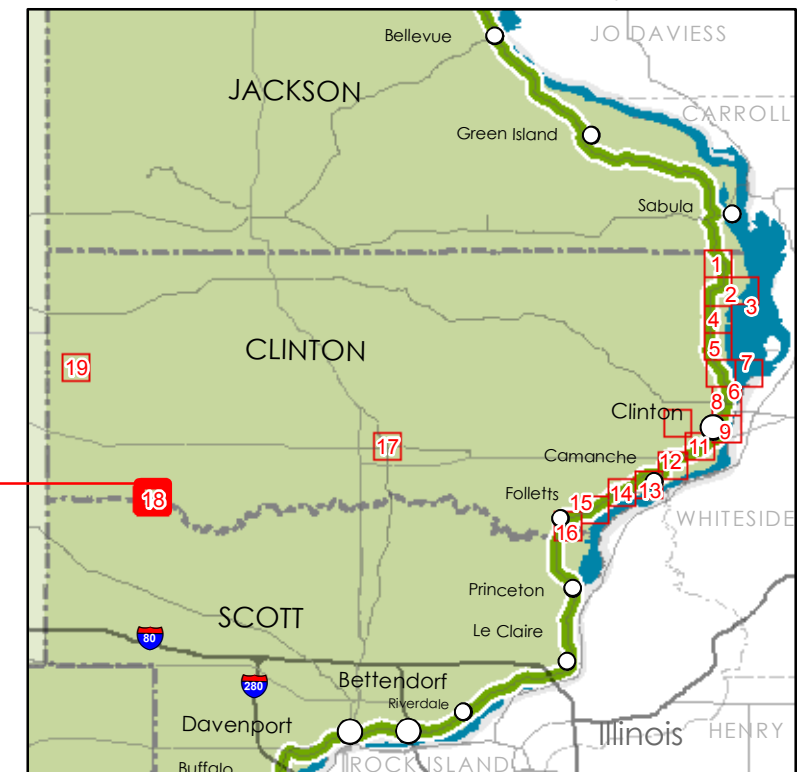 Bellevue
JO DAVIESS
JACKSON
CARROLL
Green Island
Sabula
1
2
3
4
CLINTON
5
7
19
6
8
Clinton
9
17
11
Camanche
12
13
18
Folletts
14
15
WHITESIDE
16
Princeton
SCOTT
Le Claire
80
Bettendorf
280
Riverdale
Davenport
Illinois
HENRY
Buffalo
ROCK ISLAND